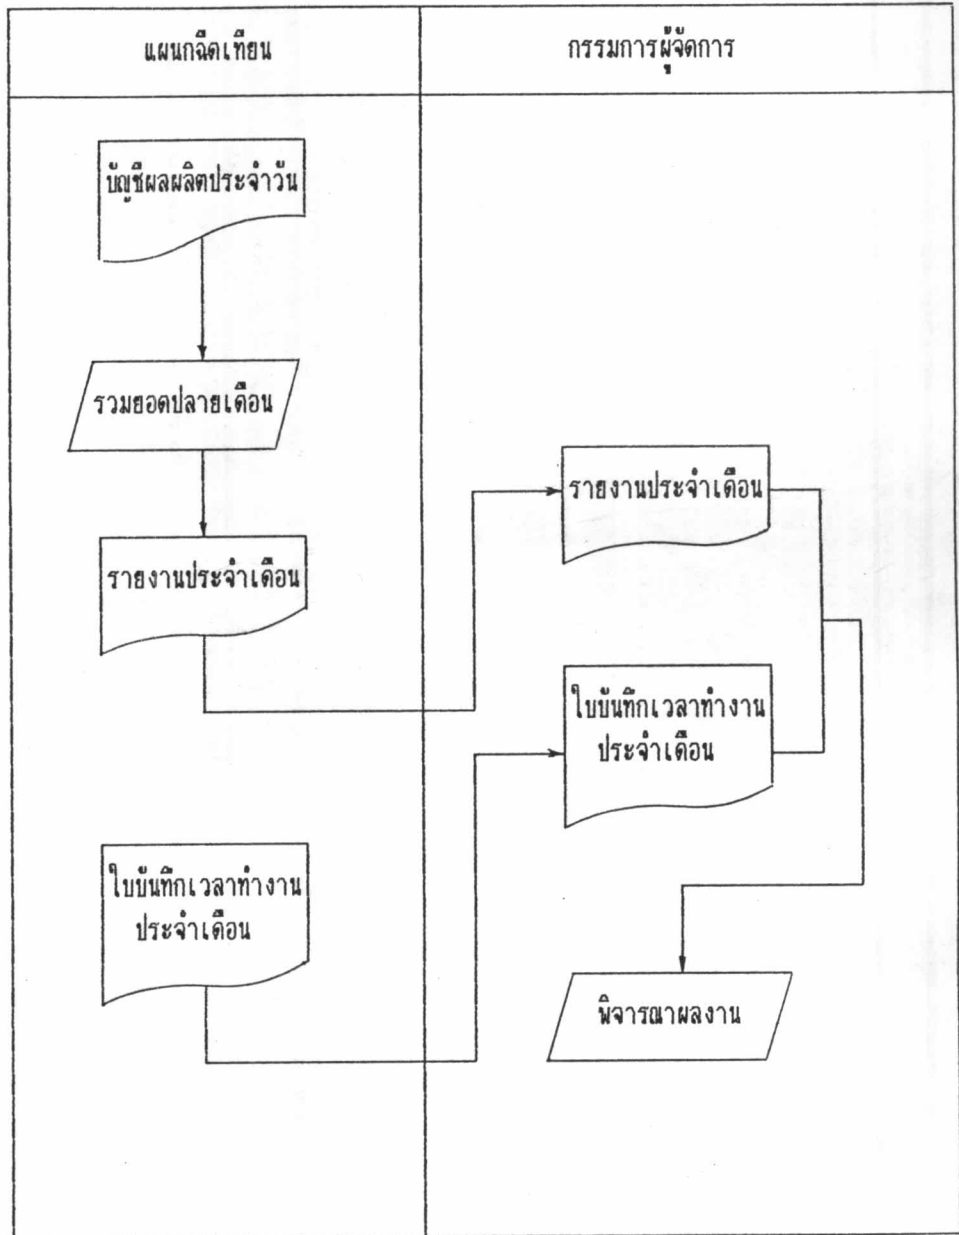 แผนกฉีดเทียน
กรรมการผู้จัดการ
บัญชีผลผลิตประจำวัน
รวมยอดปลายเดือน
รายงานประจำเดือน
ใบบันทึกเวลาทำงาน
ประจำเดือน
รายงานประจำเดือน
ใบบันทึกเวลาทำงาน
ประจำเดือน
พิจารณาผลงาน